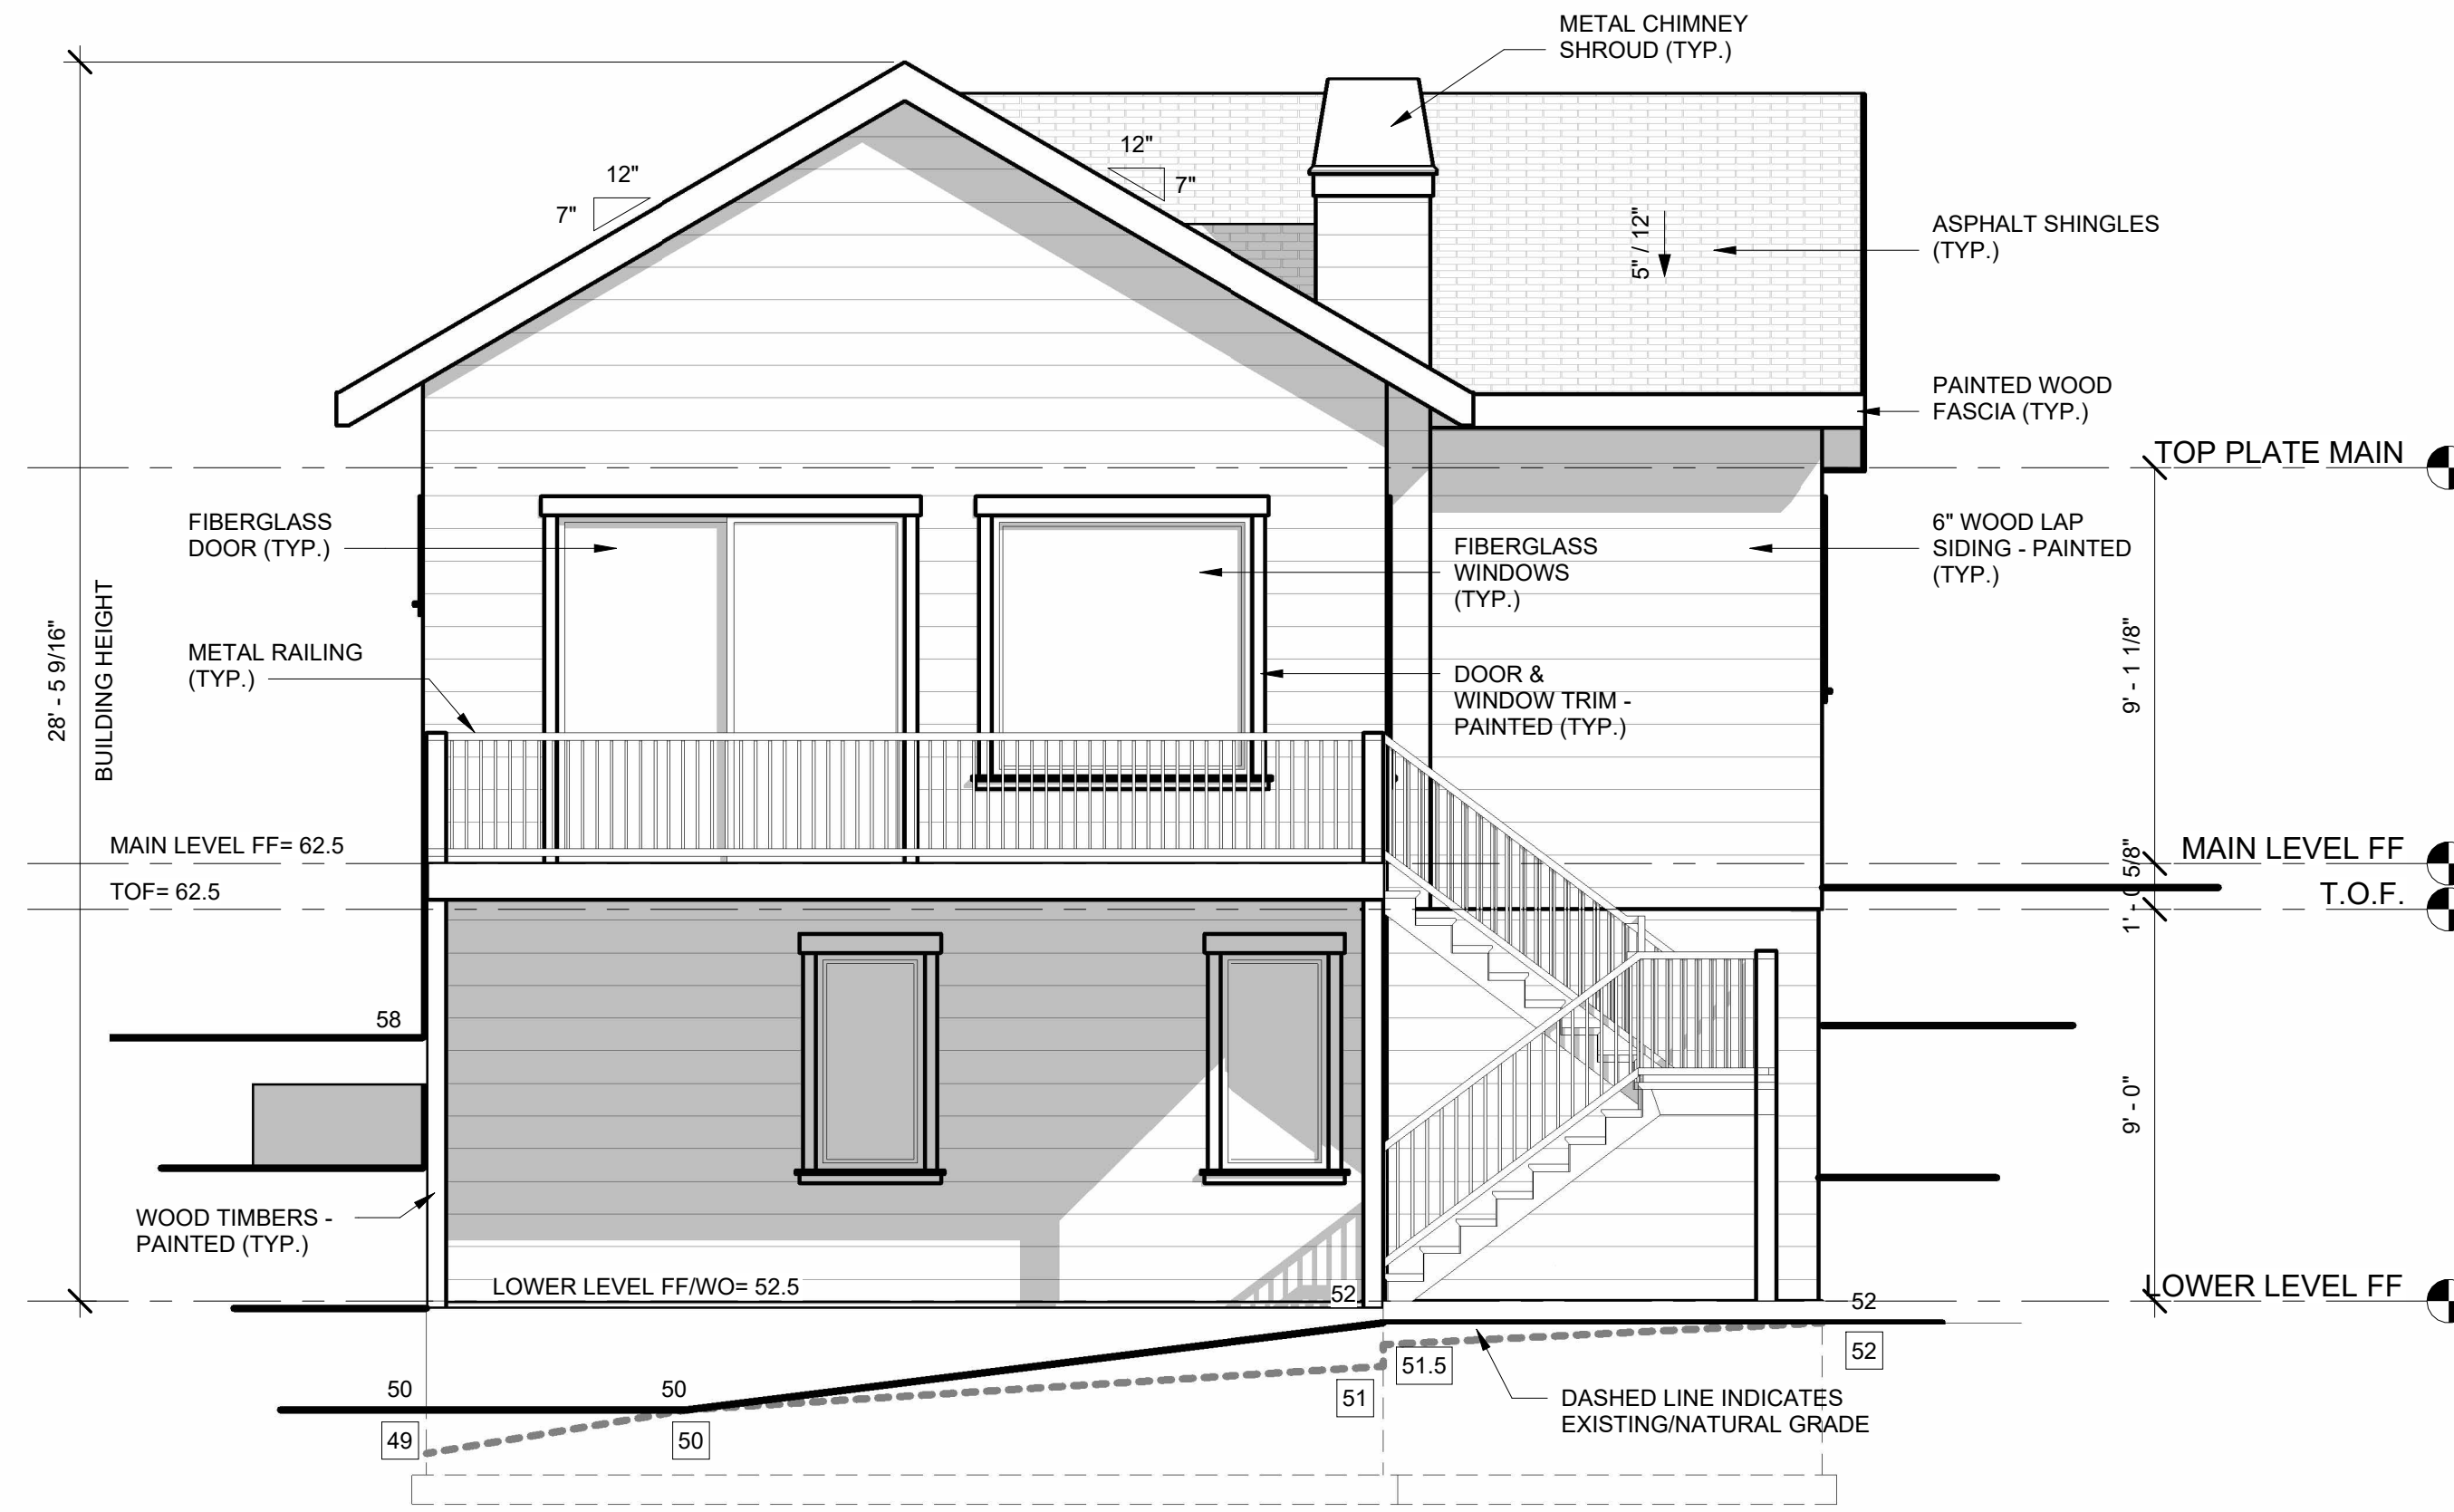 METAL CHIMNEY
SHROUD (TYP.)
12"
7"
12"
7"
5" / 12"
ASPHALT SHINGLES
(TYP.)
PAINTED WOOD
FASCIA (TYP.)
TOP PLATE MAIN
FIBERGLASS
DOOR (TYP.)
FIBERGLASS
WINDOWS
(TYP.)
6" WOOD LAP
SIDING - PAINTED
(TYP.)
28' - 5 9/16"
BUILDING HEIGHT
METAL RAILING
(TYP.)
DOOR &
WINDOW TRIM -
PAINTED (TYP.)
9' - 1 1/8"
MAIN LEVEL FF= 62.5
MAIN LEVEL FF
TOF= 62.5
1' - 0 5/8"
T.O.F.
58
9' - 0"
WOOD TIMBERS -
PAINTED (TYP.)
LOWER LEVEL FF/WO= 52.5
52
52
LOWER LEVEL FF
51.5
52
50
50
51
DASHED LINE INDICATES
EXISTING/NATURAL GRADE
49
50